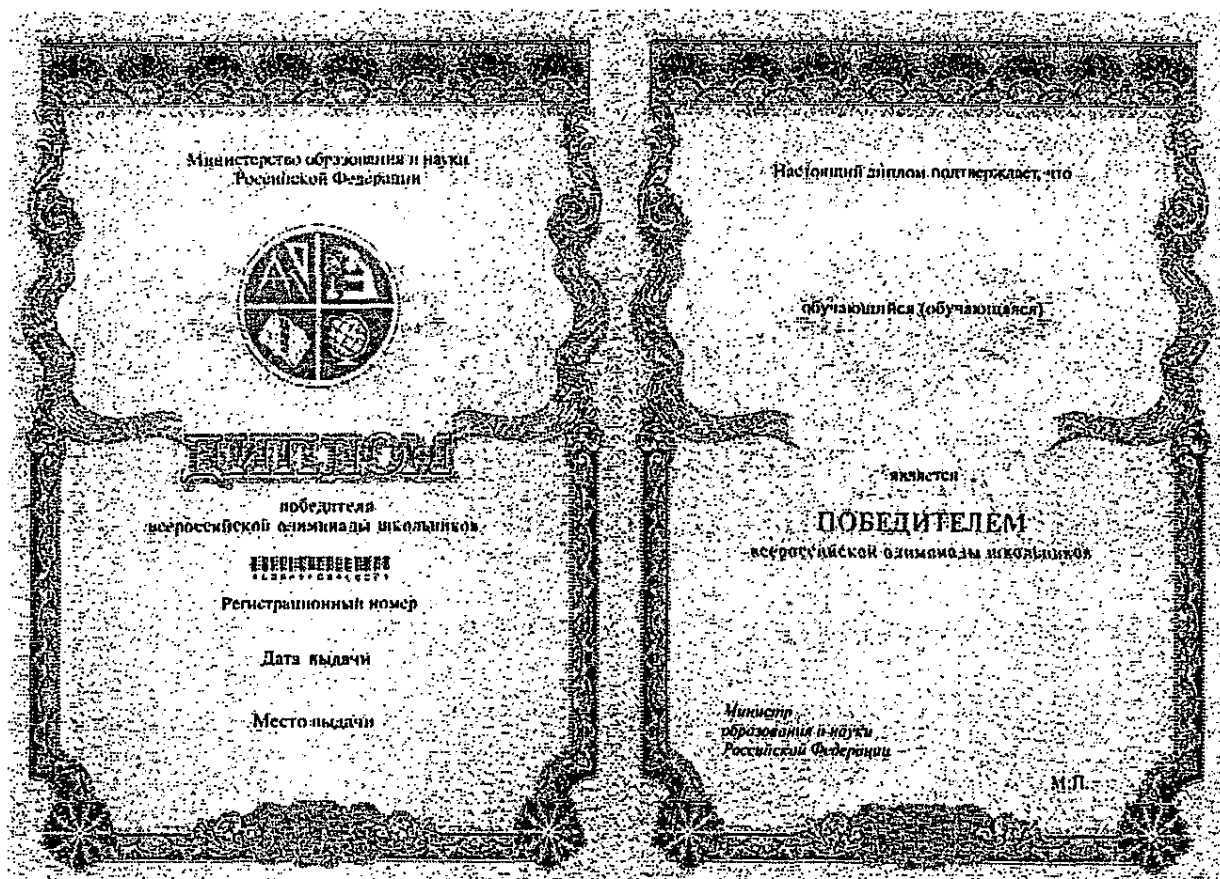 Министерство образования и науки
Российской Федерации
ДИПЛОМ
победителя
всероссийской олимпиады школьников
Регистрационный номер
Дата выдачи
Место выдачи
Настоящий диплом подтверждает, что
обучающийся (обучающаяся)
является
ПОБЕДИТЕЛЕМ
всероссийской олимпиады школьников
Министр
образования и науки
Российской Федерации
М.П.